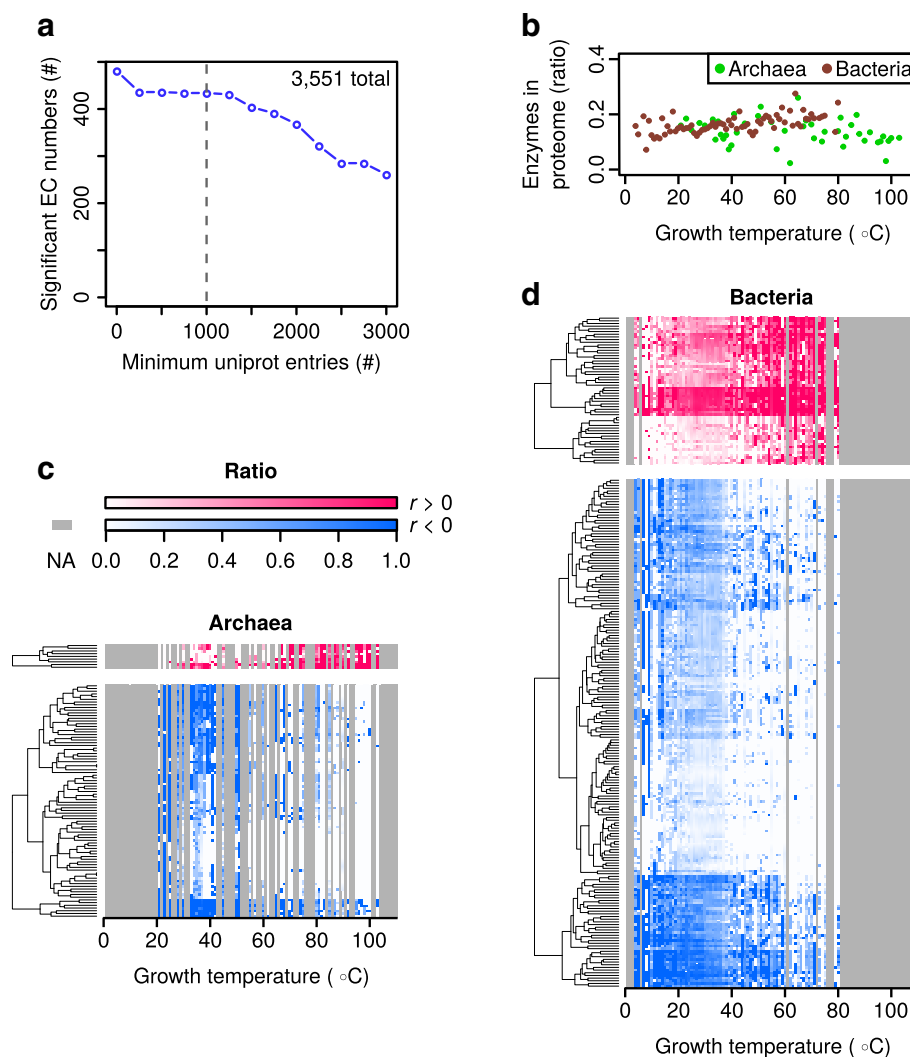 a
Significant EC numbers (#)
3,551 total
400
200
0
0 1000 2000 3000
Minimum uniprot entries (#)
b
Enzymes in
proteome (ratio)
Archaea Bacteria
0.4
0.2
0.0
0 20 40 60 80 100
Growth temperature ( °C)
c
Ratio
r > 0
r < 0
NA
0.0 0.2 0.4 0.6 0.8 1.0
Archaea
0 20 40 60 80 100
Growth temperature ( °C)
d
Bacteria
0 20 40 60 80 100
Growth temperature ( °C)